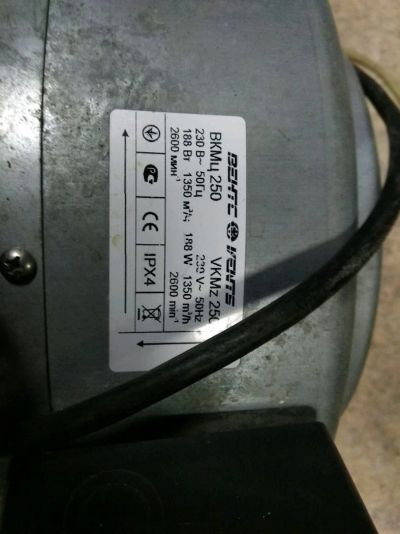 ВЕНТС VENTS
ВКМц 250 VKMz 250
230 В~ 50Гц 230 V~ 50Hz
188 Вт 1350 м³/ч 188 W 1350 m³/h
2600 мин⁻¹ 2600 min⁻¹
РС CE IPX4